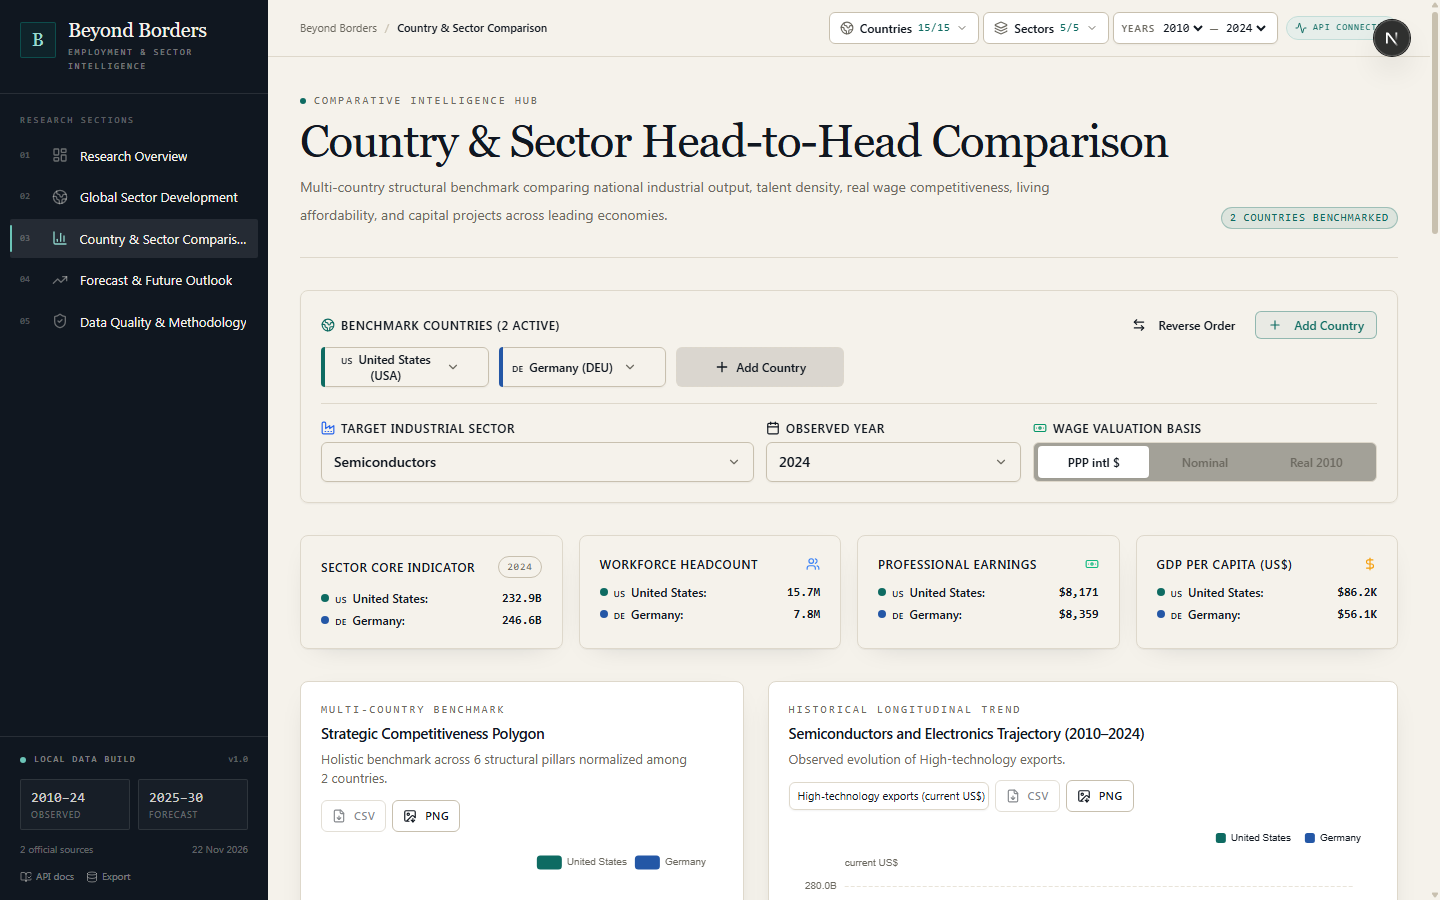 B
Beyond Borders
EMPLOYMENT & SECTOR
INTELLIGENCE
RESEARCH SECTIONS
01 Research Overview
02 Global Sector Development
03 Country & Sector Comparis...
04 Forecast & Future Outlook
05 Data Quality & Methodology
LOCAL DATA BUILD v1.0
2010–24
OBSERVED
2025–30
FORECAST
2 official sources 22 Nov 2026
API docs Export
Beyond Borders / Country & Sector Comparison
Countries 15/15
Sectors 5/5
YEARS 2010 — 2024
API CONNECT
N
COMPARATIVE INTELLIGENCE HUB
Country & Sector Head-to-Head Comparison
Multi-country structural benchmark comparing national industrial output, talent density, real wage competitiveness, living
affordability, and capital projects across leading economies.
2 COUNTRIES BENCHMARKED
BENCHMARK COUNTRIES (2 ACTIVE)
Reverse Order
Add Country
US United States
(USA)
DE Germany (DEU)
Add Country
TARGET INDUSTRIAL SECTOR
Semiconductors
OBSERVED YEAR
2024
WAGE VALUATION BASIS
PPP intl $ Nominal Real 2010
SECTOR CORE INDICATOR 2024
US United States: 232.9B
DE Germany: 246.6B
WORKFORCE HEADCOUNT
US United States: 15.7M
DE Germany: 7.8M
PROFESSIONAL EARNINGS
US United States: $8,171
DE Germany: $8,359
GDP PER CAPITA (US$)
US United States: $86.2K
DE Germany: $56.1K
MULTI-COUNTRY BENCHMARK
Strategic Competitiveness Polygon
Holistic benchmark across 6 structural pillars normalized among
2 countries.
CSV PNG
United States Germany
HISTORICAL LONGITUDINAL TREND
Semiconductors and Electronics Trajectory (2010–2024)
Observed evolution of High-technology exports.
High-technology exports (current US$) CSV PNG
United States Germany
current US$
280.0B